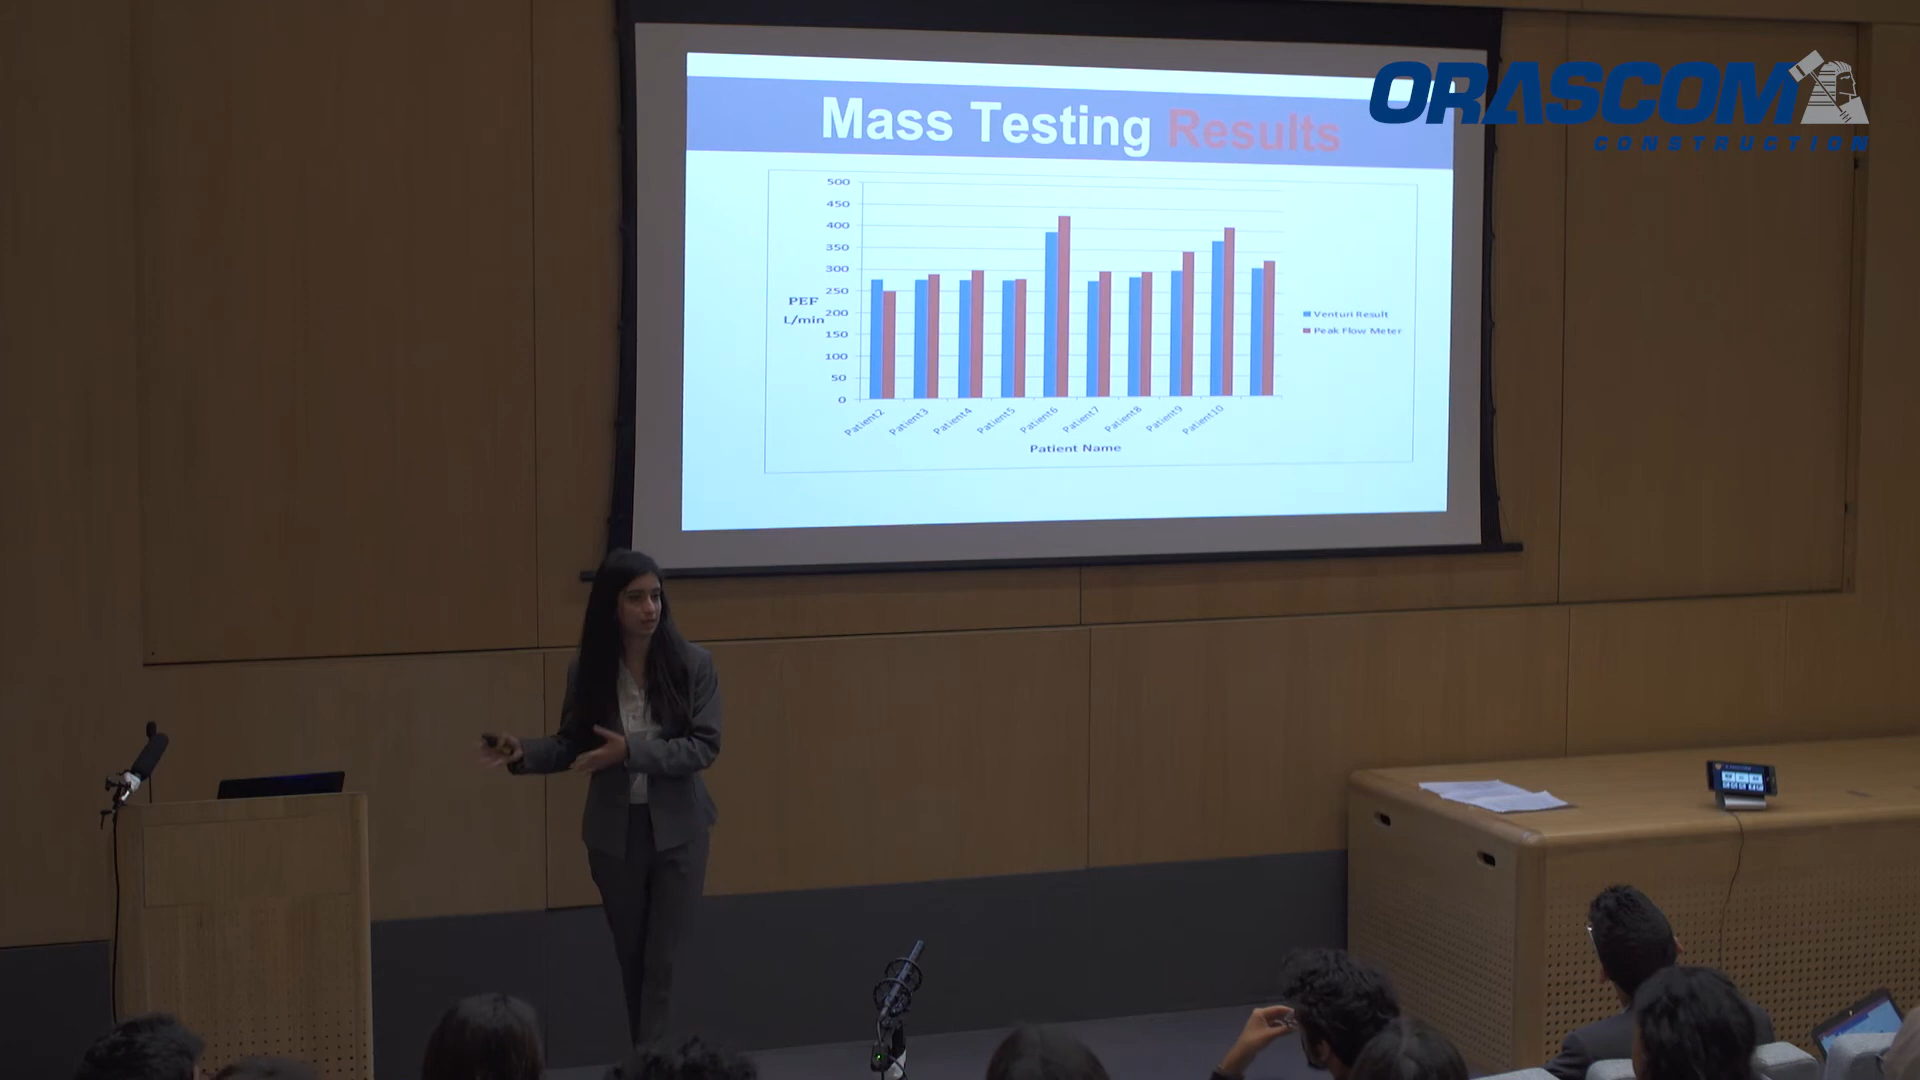 ORASCOM
CONSTRUCTION
Mass Testing Results
500
450
400
350
300
250
200
150
100
50
0
PEF
L/min
Venturi Result
Peak Flow Meter
Patient2
Patient3
Patient4
Patient5
Patient6
Patient7
Patient8
Patient9
Patient10
Patient Name